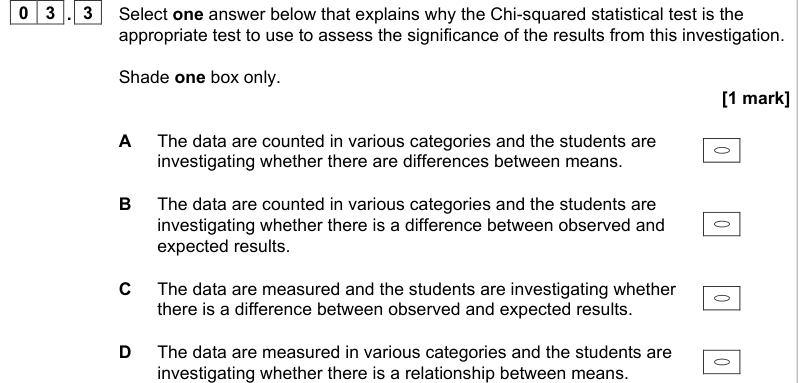 0 3 . 3 Select one answer below that explains why the Chi-squared statistical test is the
appropriate test to use to assess the significance of the results from this investigation.
Shade one box only.
[1 mark]
A The data are counted in various categories and the students are
investigating whether there are differences between means.
B The data are counted in various categories and the students are
investigating whether there is a difference between observed and
expected results.
C The data are measured and the students are investigating whether
there is a difference between observed and expected results.
D The data are measured in various categories and the students are
investigating whether there is a relationship between means.